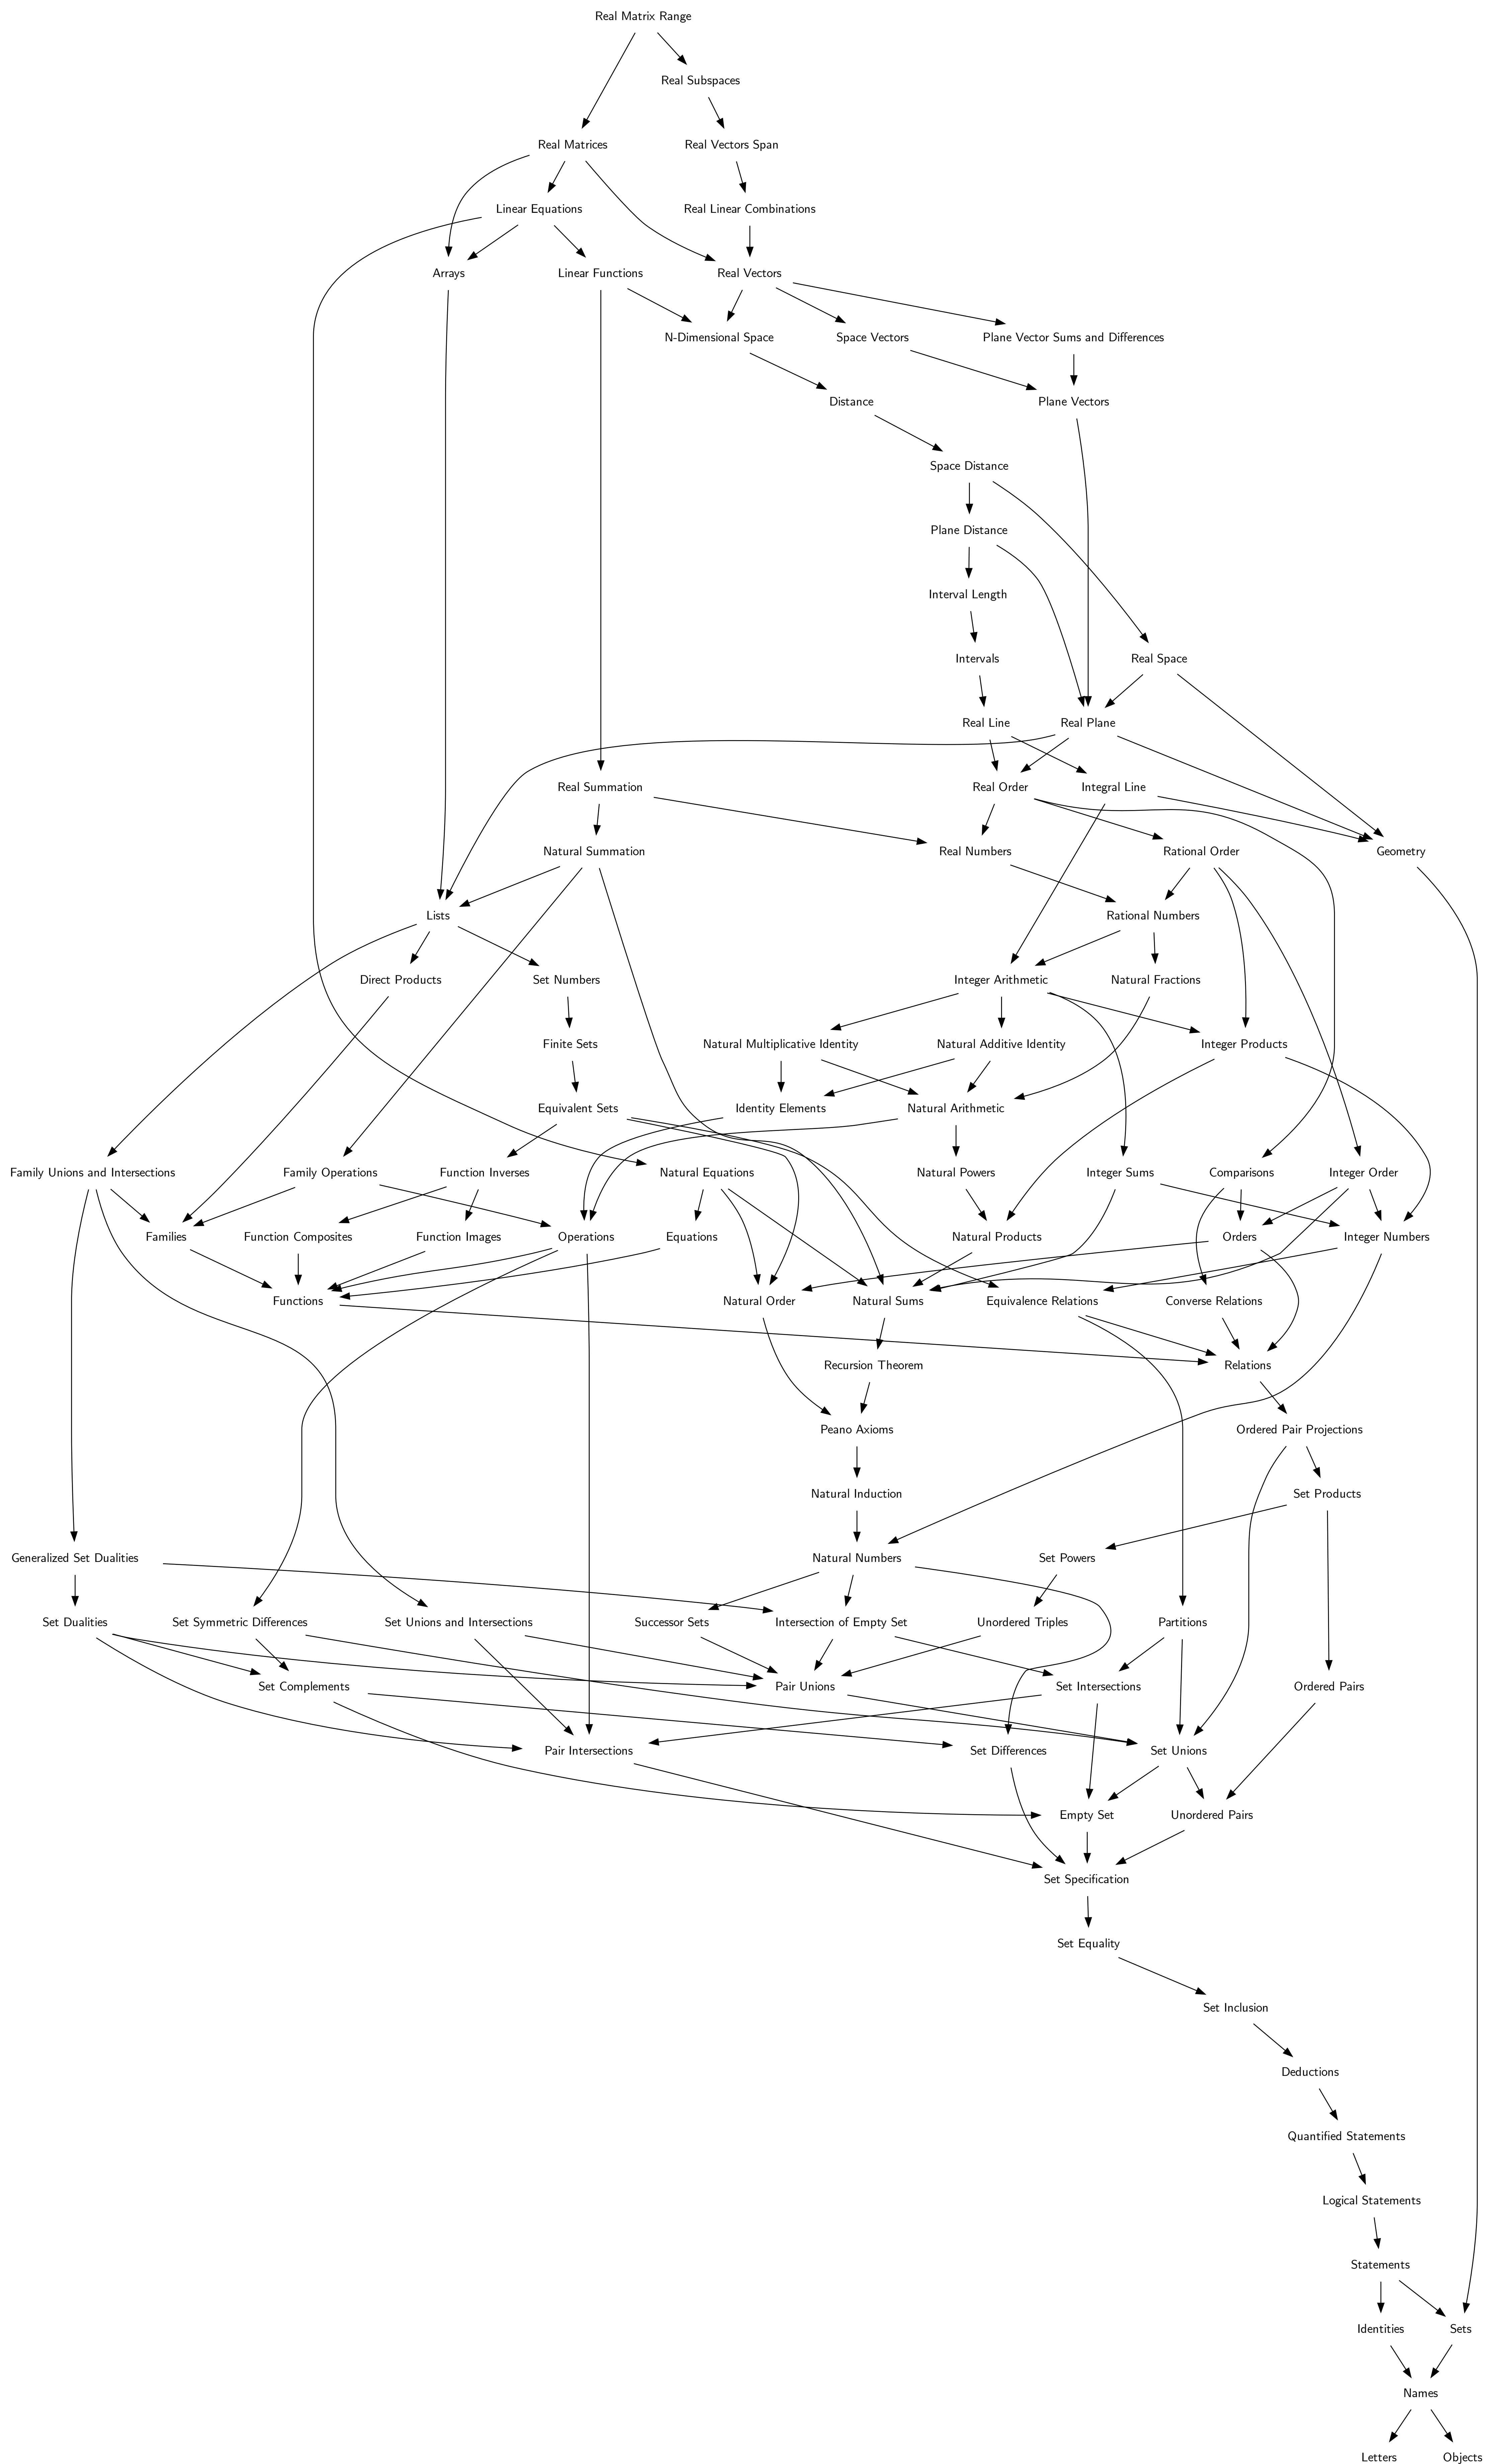 Real Matrix Range
Real Subspaces
Real Matrices
Real Vectors Span
Linear Equations
Real Linear Combinations
Arrays
Linear Functions
Real Vectors
N-Dimensional Space
Space Vectors
Plane Vector Sums and Differences
Distance
Plane Vectors
Space Distance
Plane Distance
Interval Length
Intervals
Real Space
Real Line
Real Plane
Real Summation
Real Order
Integral Line
Natural Summation
Real Numbers
Rational Order
Geometry
Lists
Rational Numbers
Direct Products
Set Numbers
Integer Arithmetic
Natural Fractions
Finite Sets
Natural Multiplicative Identity
Natural Additive Identity
Integer Products
Equivalent Sets
Identity Elements
Natural Arithmetic
Family Unions and Intersections
Family Operations
Function Inverses
Natural Equations
Natural Powers
Integer Sums
Comparisons
Integer Order
Families
Function Composites
Function Images
Operations
Equations
Natural Products
Orders
Integer Numbers
Functions
Natural Order
Natural Sums
Equivalence Relations
Converse Relations
Recursion Theorem
Relations
Peano Axioms
Ordered Pair Projections
Natural Induction
Set Products
Generalized Set Dualities
Natural Numbers
Set Powers
Set Dualities
Set Symmetric Differences
Set Unions and Intersections
Successor Sets
Intersection of Empty Set
Unordered Triples
Partitions
Set Complements
Pair Unions
Set Intersections
Ordered Pairs
Pair Intersections
Set Differences
Set Unions
Empty Set
Unordered Pairs
Set Specification
Set Equality
Set Inclusion
Deductions
Quantified Statements
Logical Statements
Statements
Identities
Sets
Names
Letters
Objects